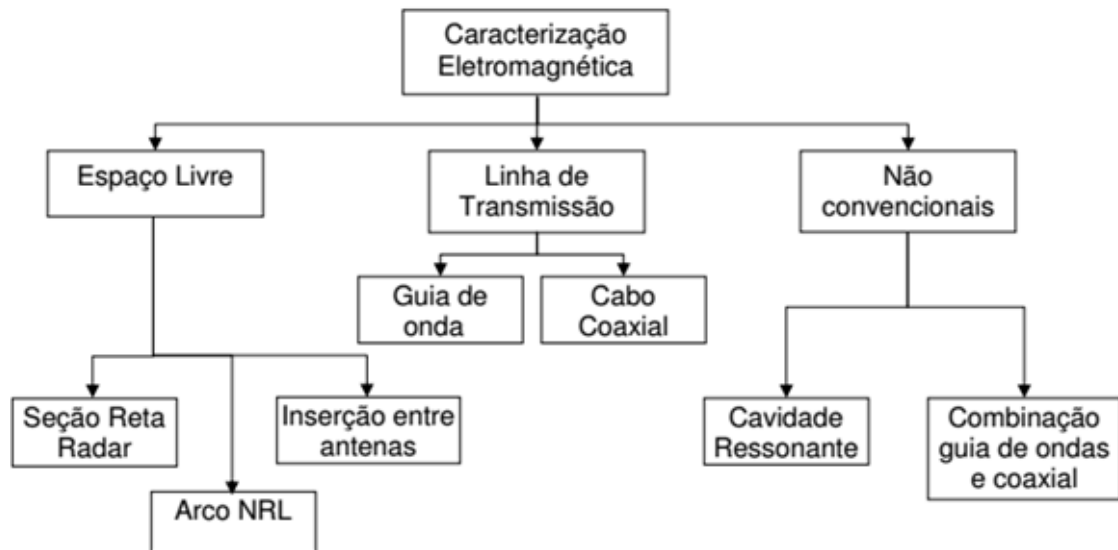 Caracterização
Eletromagnética
Espaço Livre
Linha de
Transmissão
Não
convencionais
Guia de
onda
Cabo
Coaxial
Seção Reta
Radar
Inserção entre
antenas
Cavidade
Ressonante
Combinação
guia de ondas
e coaxial
Arco NRL